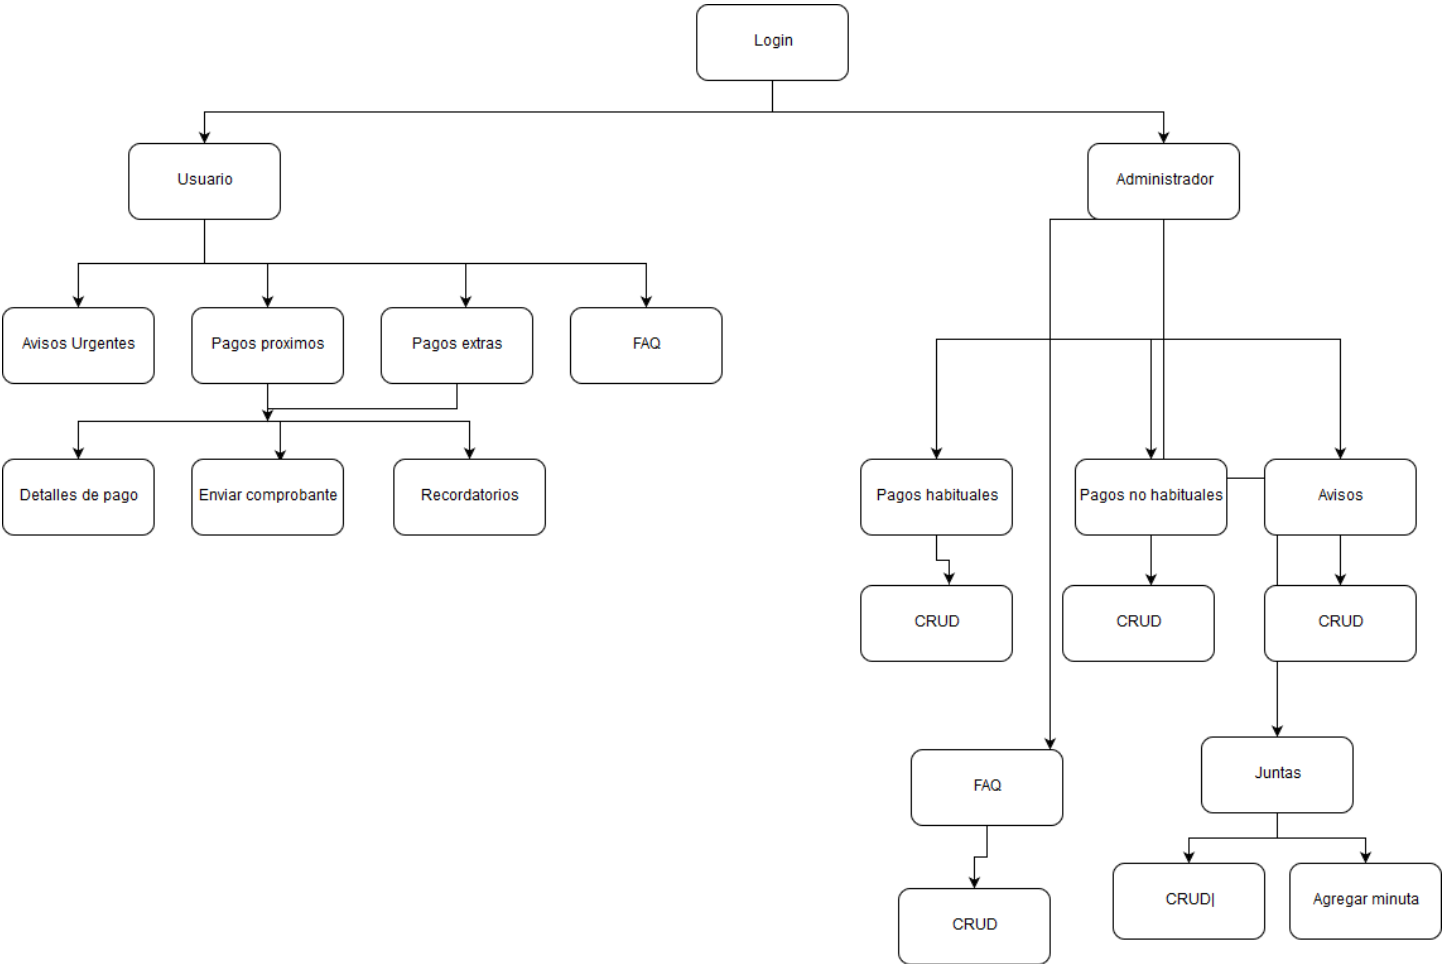 Login
Usuario
Administrador
Avisos Urgentes
Pagos proximos
Pagos extras
FAQ
Detalles de pago
Enviar comprobante
Recordatorios
Pagos habituales
Pagos no habituales
Avisos
CRUD
CRUD
CRUD
FAQ
Juntas
CRUD|
Agregar minuta
CRUD